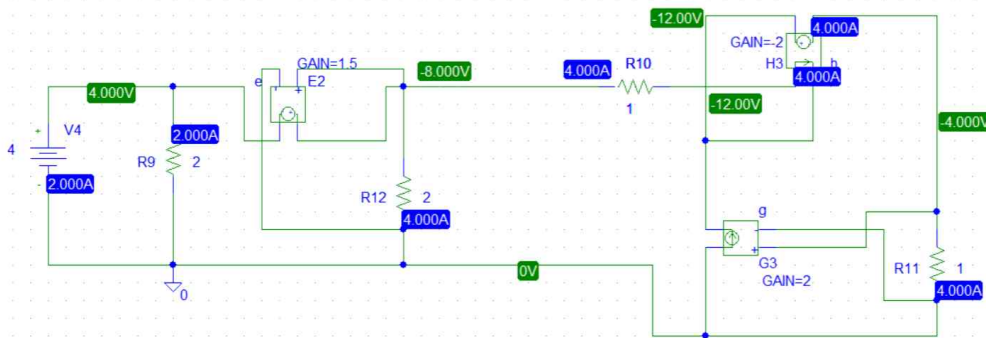 -12.00V
4.000A
GAIN=-2
H3
h
4.000A
GAIN=1.5
e
E2
-8.000V
4.000A
R10
1
-12.00V
4.000V
+
V4
4
-
2.000A
2.000A
R9
2
R12
2
4.000A
-4.000V
g
-
+
G3
GAIN=2
R11
1
4.000A
0V
0